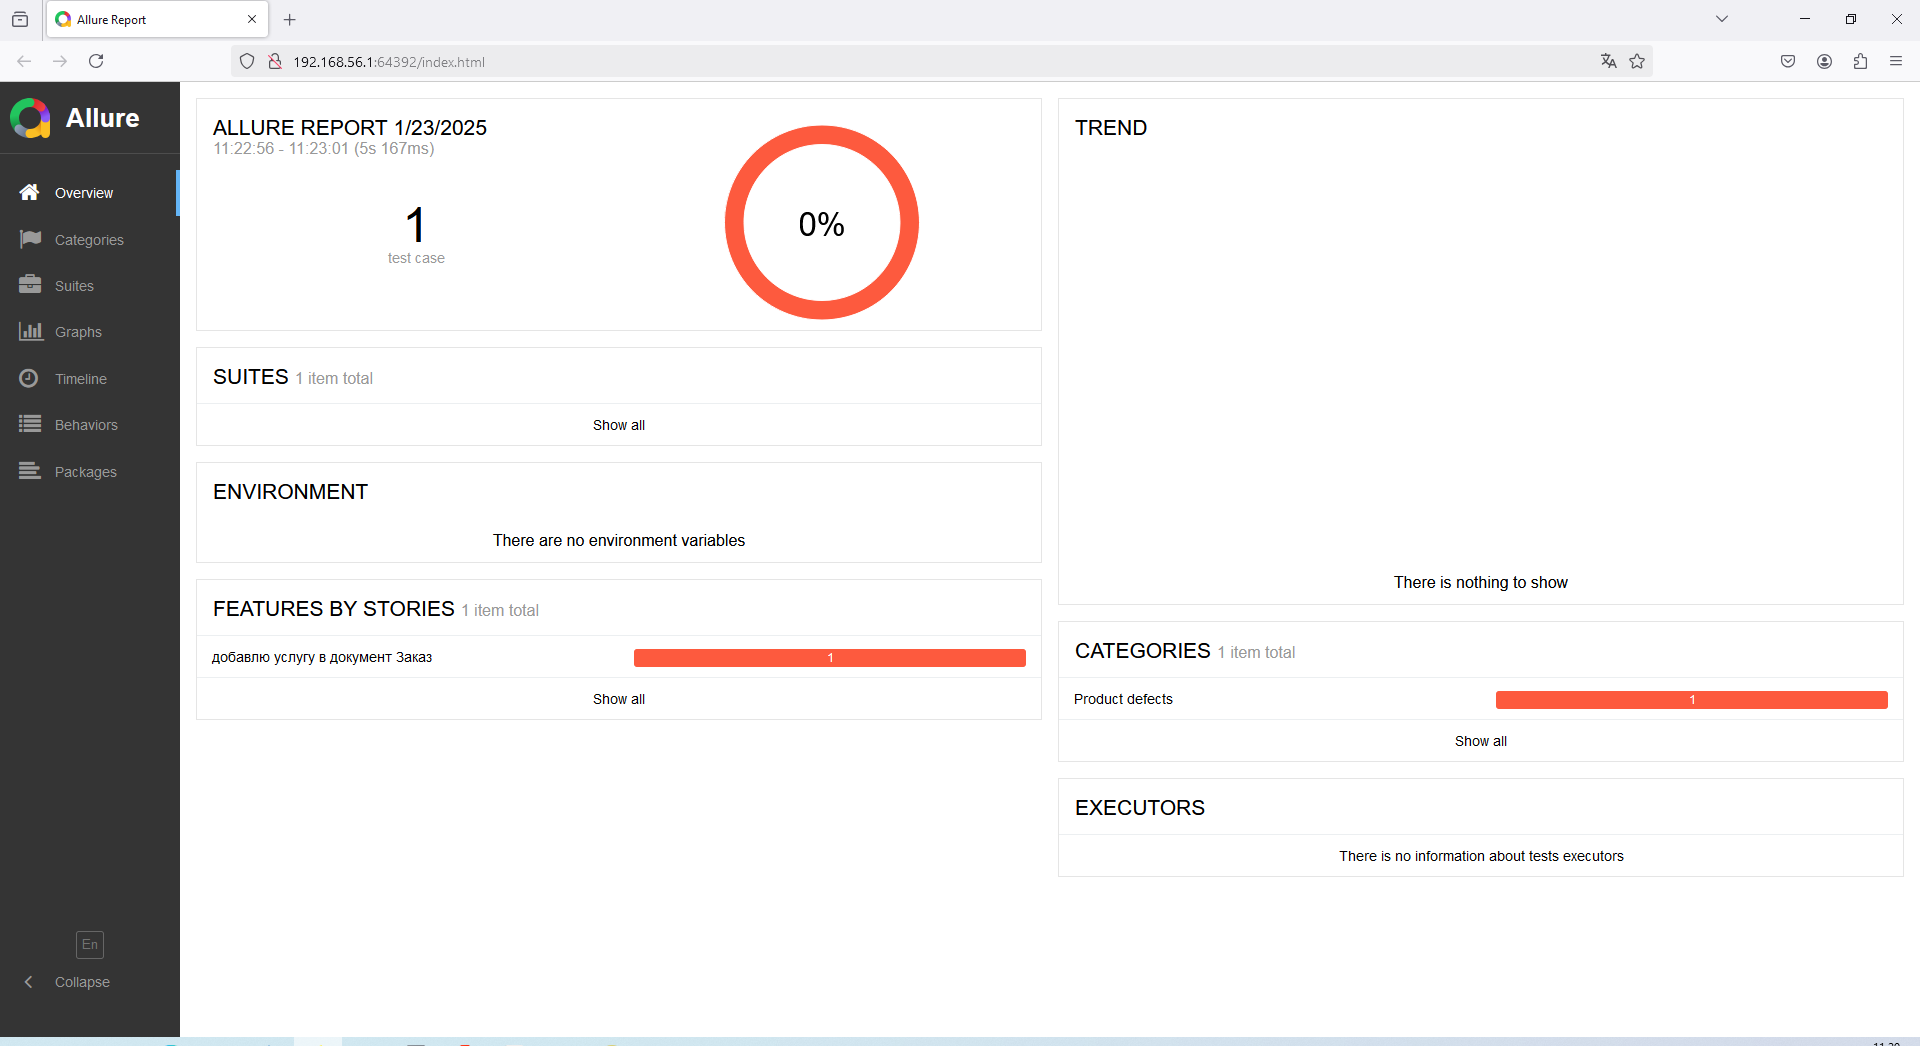 Allure Report
192.168.56.1:64392/index.html
Allure
Overview
Categories
Suites
Graphs
Timeline
Behaviors
Packages
En
Collapse
ALLURE REPORT 1/23/2025
11:22:56 - 11:23:01 (5s 167ms)
1
test case
0%
SUITES 1 item total
Show all
ENVIRONMENT
There are no environment variables
FEATURES BY STORIES 1 item total
добавлю услугу в документ Заказ 1
Show all
TREND
There is nothing to show
CATEGORIES 1 item total
Product defects 1
Show all
EXECUTORS
There is no information about tests executors